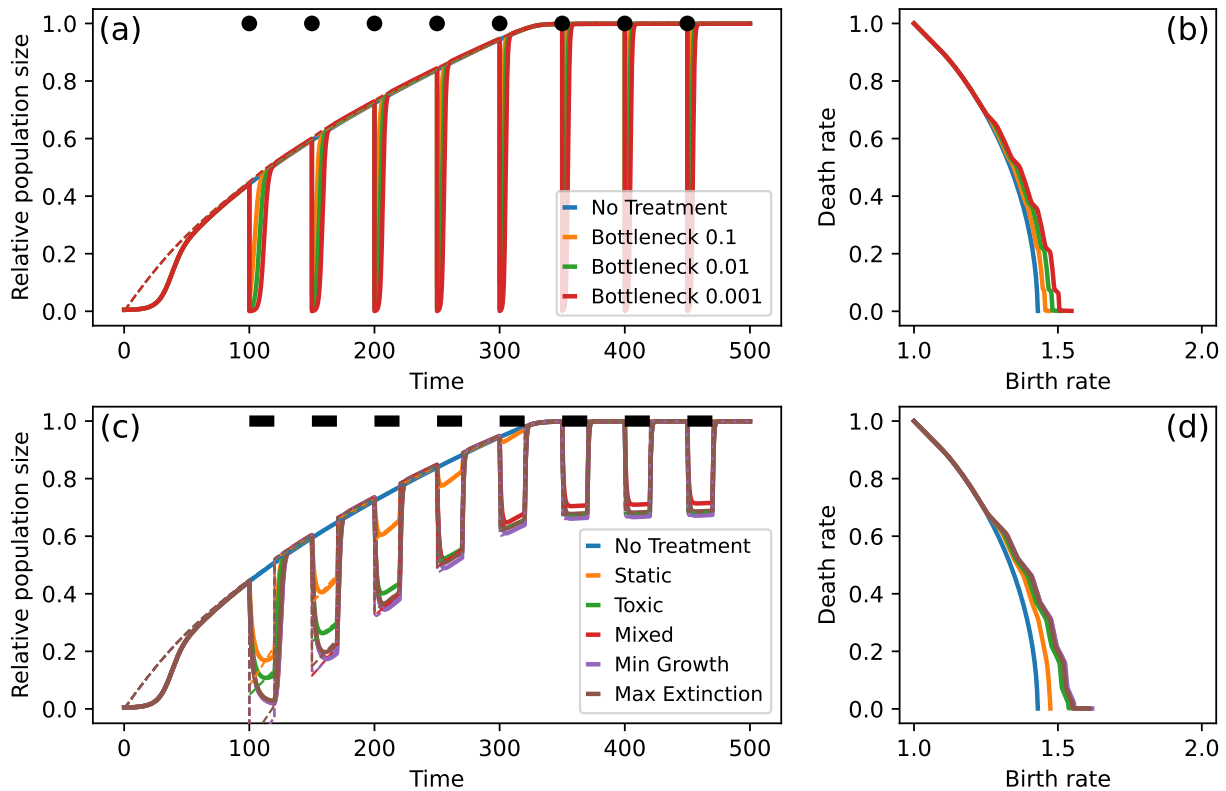 (a)
Relative population size
1.0
0.8
0.6
0.4
0.2
0.0
No Treatment
Bottleneck 0.1
Bottleneck 0.01
Bottleneck 0.001
0 100 200 300 400 500
Time
(b)
Death rate
1.0
0.8
0.6
0.4
0.2
0.0
1.0 1.5 2.0
Birth rate
(c)
Relative population size
1.0
0.8
0.6
0.4
0.2
0.0
No Treatment
Static
Toxic
Mixed
Min Growth
Max Extinction
0 100 200 300 400 500
Time
(d)
Death rate
1.0
0.8
0.6
0.4
0.2
0.0
1.0 1.5 2.0
Birth rate